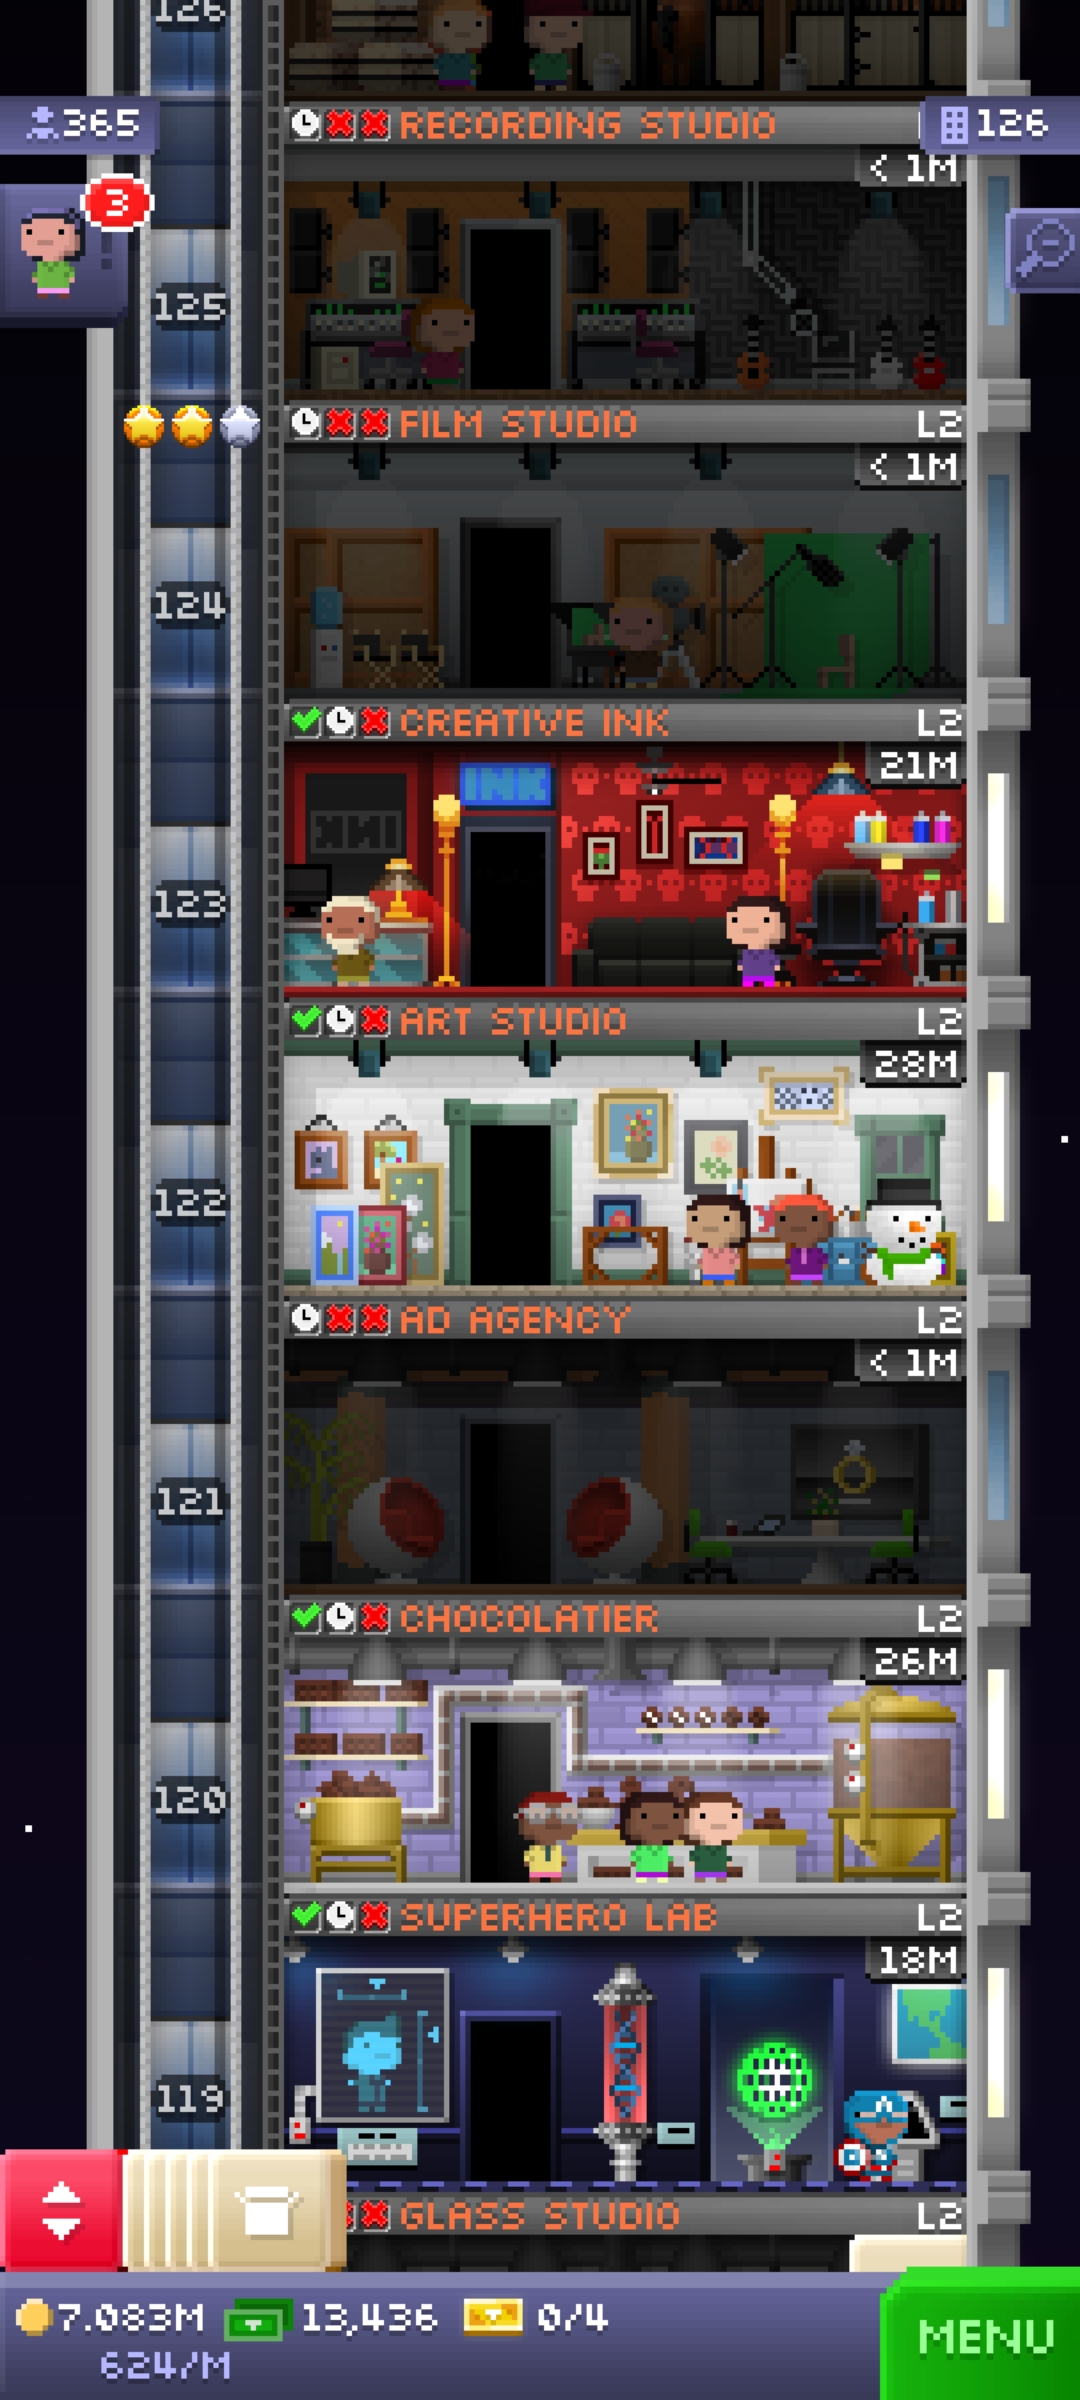 126
365
RECORDING STUDIO
126
< 1M
3
125
FILM STUDIO L2
< 1M
124
CREATIVE INK L2
21M
INK
123
ART STUDIO L2
28M
122
AD AGENCY L2
< 1M
121
CHOCOLATIER L2
26M
120
SUPERHERO LAB L2
18M
119
GLASS STUDIO L2
7.083M 13,436 0/4
624/M
MENU